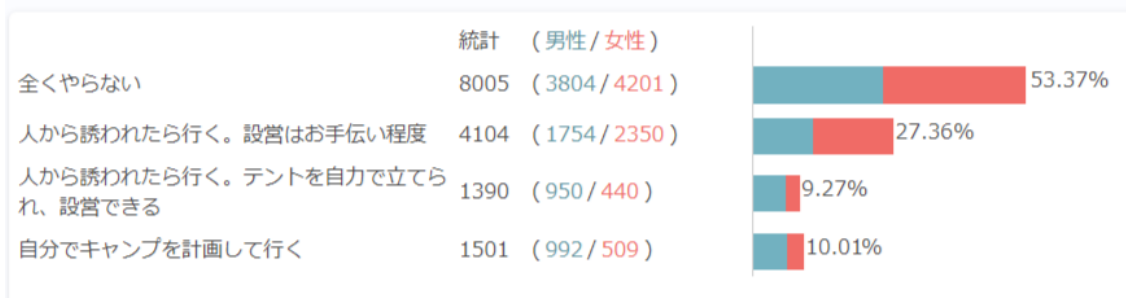 統計 (男性/女性)
全くやらない 8005 (3804/4201) 53.37%
人から誘われたら行く。設営はお手伝い程度 4104 (1754/2350) 27.36%
人から誘われたら行く。テントを自力で立てら
れ、設営できる 1390 (950/440) 9.27%
自分でキャンプを計画して行く 1501 (992/509) 10.01%